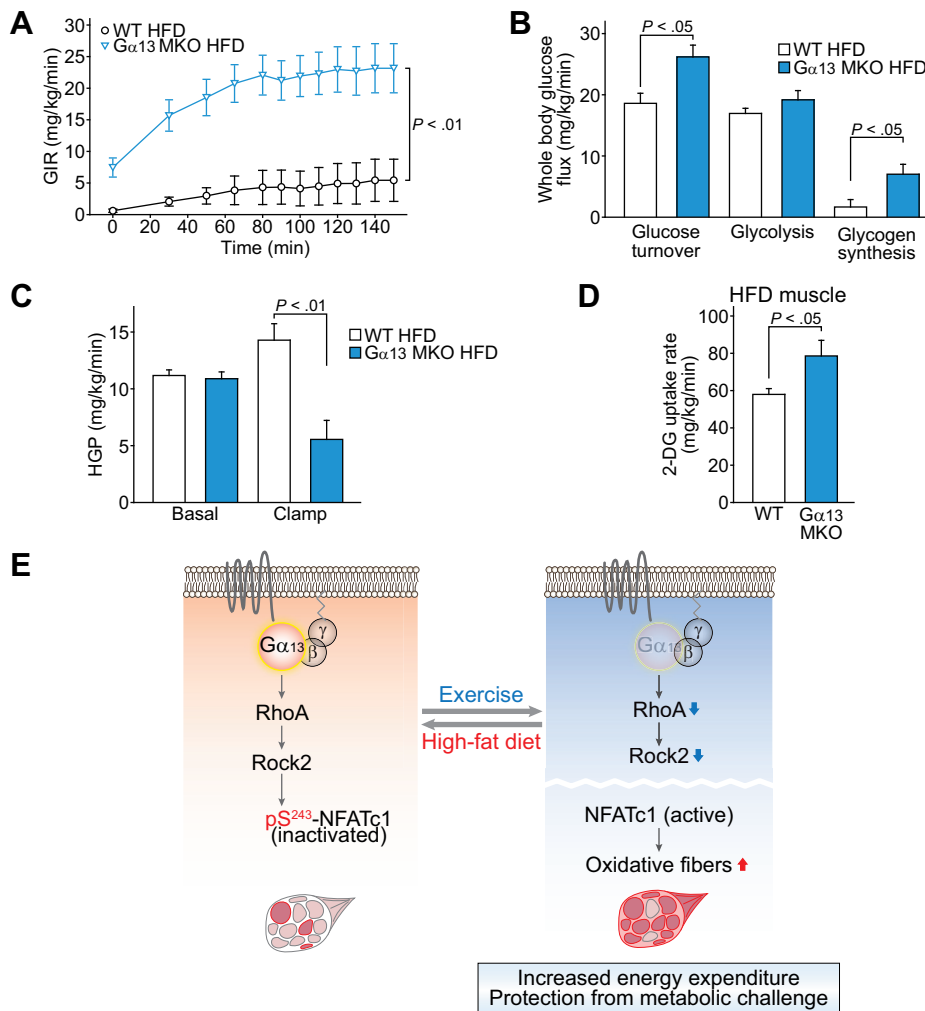 A
WT HFD
Gα13 MKO HFD
GIR (mg/kg/min)
30
25
20
15
10
5
0
0 20 40 60 80 100 120 140
Time (min)
P < .01
B
WT HFD
Gα13 MKO HFD
Whole body glucose
flux (mg/kg/min)
30
20
10
0
P < .05
P < .05
Glucose
turnover
Glycolysis
Glycogen
synthesis
C
HGP (mg/kg/min)
15
10
5
0
P < .01
WT HFD
Gα13 MKO HFD
Basal Clamp
D
HFD muscle
2-DG uptake rate
(mg/kg/min)
100
80
60
40
20
0
P < .05
WT
Gα13
MKO
E
Gα13
β
γ
RhoA
Rock2
pS243-NFATc1
(inactivated)
Exercise
High-fat diet
Gα13
β
γ
RhoA
Rock2
NFATc1 (active)
Oxidative fibers
Increased energy expenditure
Protection from metabolic challenge